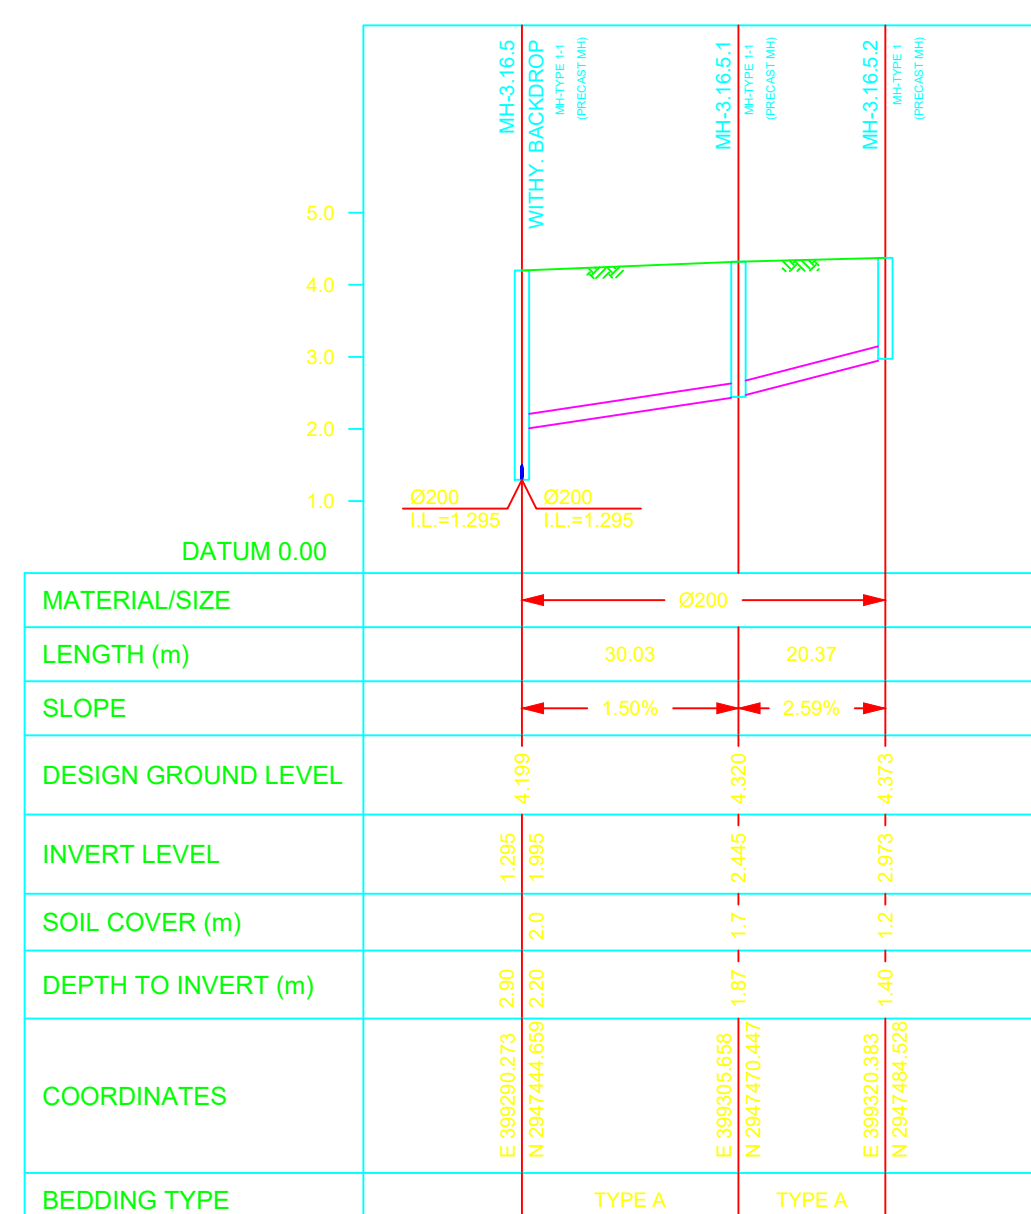 MH-3.16.5
WITHY. BACKDROP
MH-TYPE 1-1
(PRECAST MH)
MH-3.16.5.1
MH-TYPE 1-1
(PRECAST MH)
MH-3.16.5.2
MH-TYPE 1
(PRECAST MH)
5.0
4.0
3.0
2.0
1.0
Ø200
I.L.=1.295
Ø200
I.L.=1.295
DATUM 0.00
MATERIAL/SIZE Ø200
LENGTH (m) 30.03 20.37
SLOPE 1.50% 2.59%
DESIGN GROUND LEVEL 4.199 4.320 4.373
INVERT LEVEL 1.295 1.995 2.445 2.973
SOIL COVER (m) 2.0 1.7 1.2
DEPTH TO INVERT (m) 2.90 2.20 1.87 1.40
COORDINATES
E 399290.273
N 2947444.659
E 399305.658
N 2947470.447
E 399320.383
N 2947484.528
BEDDING TYPE TYPE A TYPE A